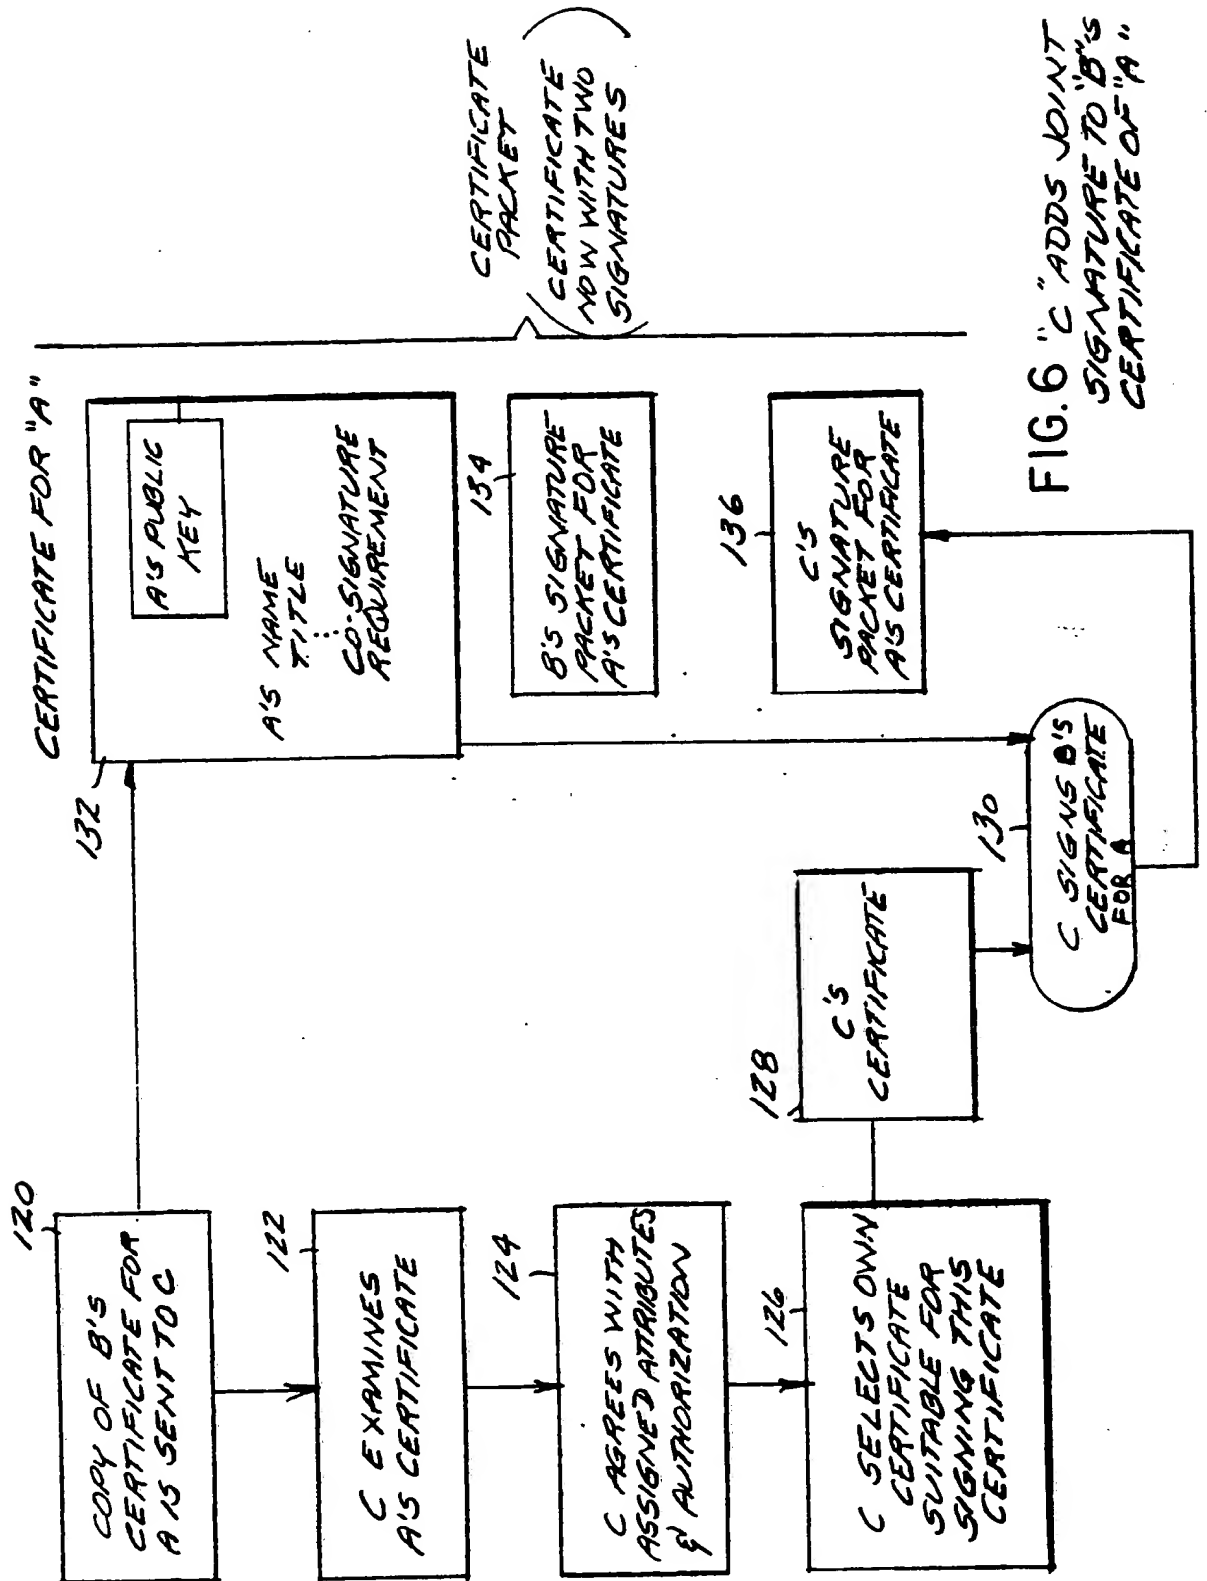 120
COPY OF B'S
CERTIFICATE FOR
A IS SENT TO C
122
C EXAMINES
A'S CERTIFICATE
124
C AGREES WITH
ASSIGNED ATTRIBUTES
& AUTHORIZATION
126
C SELECTS OWN
CERTIFICATE
SUITABLE FOR
SIGNING THIS
CERTIFICATE
128
C'S
CERTIFICATE
130
C SIGNS B'S
CERTIFICATE
FOR A
CERTIFICATE FOR "A"
132
A'S PUBLIC
KEY
A'S NAME
TITLE
CO-SIGNATURE
REQUIREMENT
134
B'S SIGNATURE
PACKET FOR
A'S CERTIFICATE
136
C'S
SIGNATURE
PACKET FOR
A'S CERTIFICATE
CERTIFICATE
PACKET
(CERTIFICATE
NOW WITH TWO
SIGNATURES)
FIG. 6 "C" ADDS JOINT
SIGNATURE TO "B"'S
CERTIFICATE OF "A"